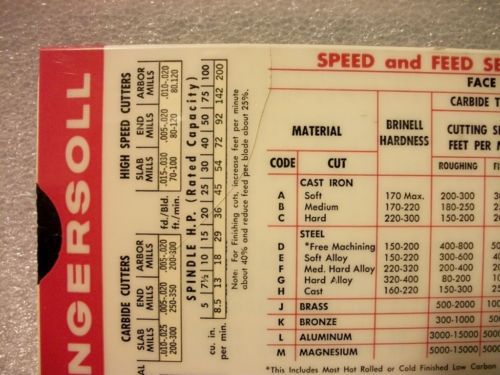 INGERSOLL
HIGH SPEED CUTTERS
ARBOR MILLS .010-.020 80-120
END MILLS .005-.020 80-120
SLAB MILLS .015-.030 70-100
fd./Bld. ft./min.
CARBIDE CUTTERS
ARBOR MILLS .005-.020 200-300
END MILLS .005-.020 250-350
SLAB MILLS .010-.025 200-300
SPINDLE H.P. (Rated Capacity)
5 7½ 10 15 20 25 30 40 50 75 100 200
cu. in. per min. 8.5 13 18 29 36 45 54 72 92 142 200
Note: For Finishing cuts, increase feet per minute
about 40% and reduce feed per blade about 25%.
SPEED and FEED SE
FACE
CARBIDE T
MATERIAL
BRINELL HARDNESS
CUTTING S
FEET PER M
CODE CUT ROUGHING FI
CAST IRON
A Soft 170 Max. 200-300
B Medium 170-220 180-250
C Hard 220-300 150-200
STEEL
D *Free Machining 150-200 400-800
E Soft Alloy 150-220 300-600
F Med. Hard Alloy 220-320 200-400
G Hard Alloy 320-400 80-200
H Cast 160-220 150-300
J BRASS 500-2000
K BRONZE 300-1000
L ALUMINUM 3000-15000
M MAGNESIUM 5000-15000
*This Includes Most Hot Rolled or Cold Finished Low Carbon